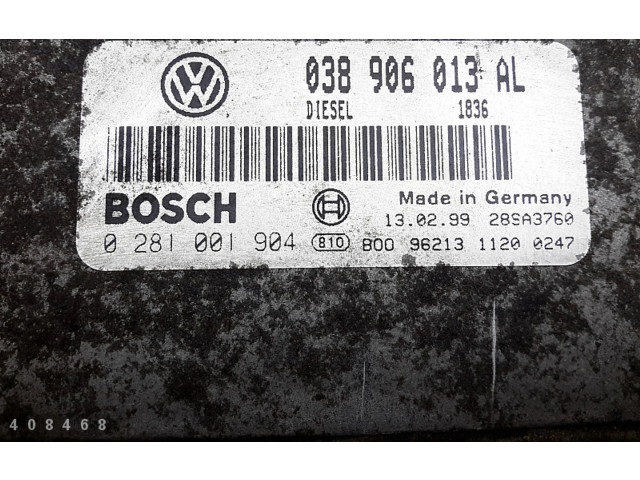 VW 038 906 013 AL
DIESEL 1836
BOSCH
Made in Germany
13.02.99 28SA3760
0 281 001 904 810 B00 96213 1120 0247
408468